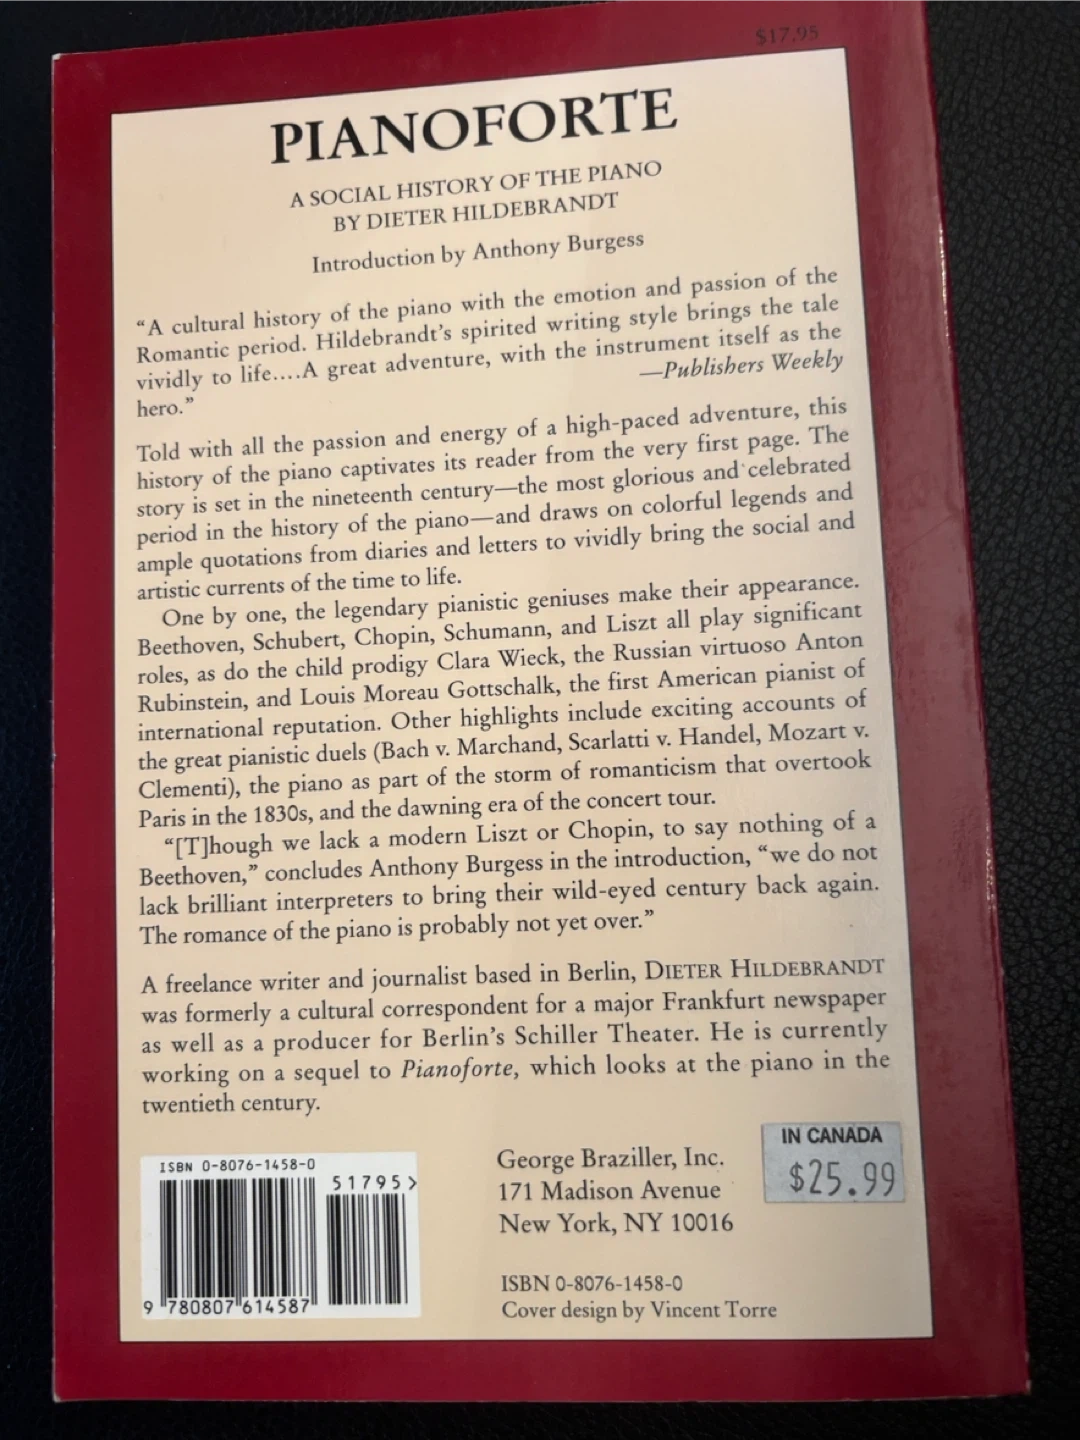 $17.95
PIANOFORTE
A SOCIAL HISTORY OF THE PIANO
BY DIETER HILDEBRANDT
Introduction by Anthony Burgess
“A cultural history of the piano with the emotion and passion of the
Romantic period. Hildebrandt’s spirited writing style brings the tale
vividly to life....A great adventure, with the instrument itself as the
hero.”
—Publishers Weekly
Told with all the passion and energy of a high-paced adventure, this
history of the piano captivates its reader from the very first page. The
story is set in the nineteenth century—the most glorious and celebrated
period in the history of the piano—and draws on colorful legends and
ample quotations from diaries and letters to vividly bring the social and
artistic currents of the time to life.
One by one, the legendary pianistic geniuses make their appearance.
Beethoven, Schubert, Chopin, Schumann, and Liszt all play significant
roles, as do the child prodigy Clara Wieck, the Russian virtuoso Anton
Rubinstein, and Louis Moreau Gottschalk, the first American pianist of
international reputation. Other highlights include exciting accounts of
the great pianistic duels (Bach v. Marchand, Scarlatti v. Handel, Mozart v.
Clementi), the piano as part of the storm of romanticism that overtook
Paris in the 1830s, and the dawning era of the concert tour.
“[T]hough we lack a modern Liszt or Chopin, to say nothing of a
Beethoven,” concludes Anthony Burgess in the introduction, “we do not
lack brilliant interpreters to bring their wild-eyed century back again.
The romance of the piano is probably not yet over.”
A freelance writer and journalist based in Berlin, DIETER HILDEBRANDT
was formerly a cultural correspondent for a major Frankfurt newspaper
as well as a producer for Berlin’s Schiller Theater. He is currently
working on a sequel to Pianoforte, which looks at the piano in the
twentieth century.
ISBN 0-8076-1458-0
51795>
9 780807 614587
George Braziller, Inc.
171 Madison Avenue
New York, NY 10016
IN CANADA
$25.99
ISBN 0-8076-1458-0
Cover design by Vincent Torre